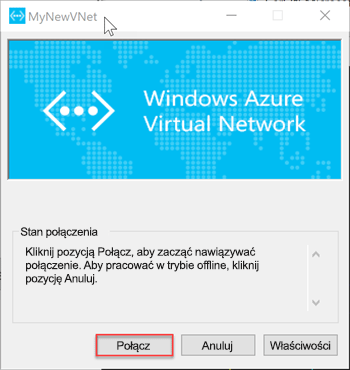 MyNewVNet
Windows Azure
Virtual Network
Stan połączenia
Kliknij pozycją Połącz, aby zacząć nawiązywać
połączenie. Aby pracować w trybie offline, kliknij
pozycję Anuluj.
Połącz
Anuluj
Właściwości